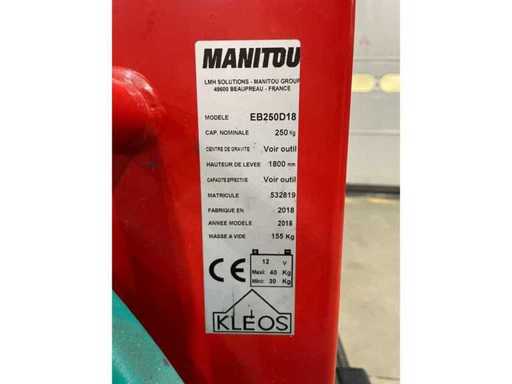 MANITOU
LMH SOLUTIONS - MANITOU GROUP
49600 BEAUPREAU - FRANCE
MODELE EB250D18
CAP. NOMINALE 250 Kg
CENTRE DE GRAVITE Voir outil
HAUTEUR DE LEVEE 1800 mm
CAPACITE EFFECTIVE Voir outil
MATRICULE 532819
FABRIQUE EN 2018
ANNEE MODELE 2018
MASSE A VIDE 155 Kg
CE
12 V
Maxi: 40 Kg
Mini: 30 Kg
KLEOS